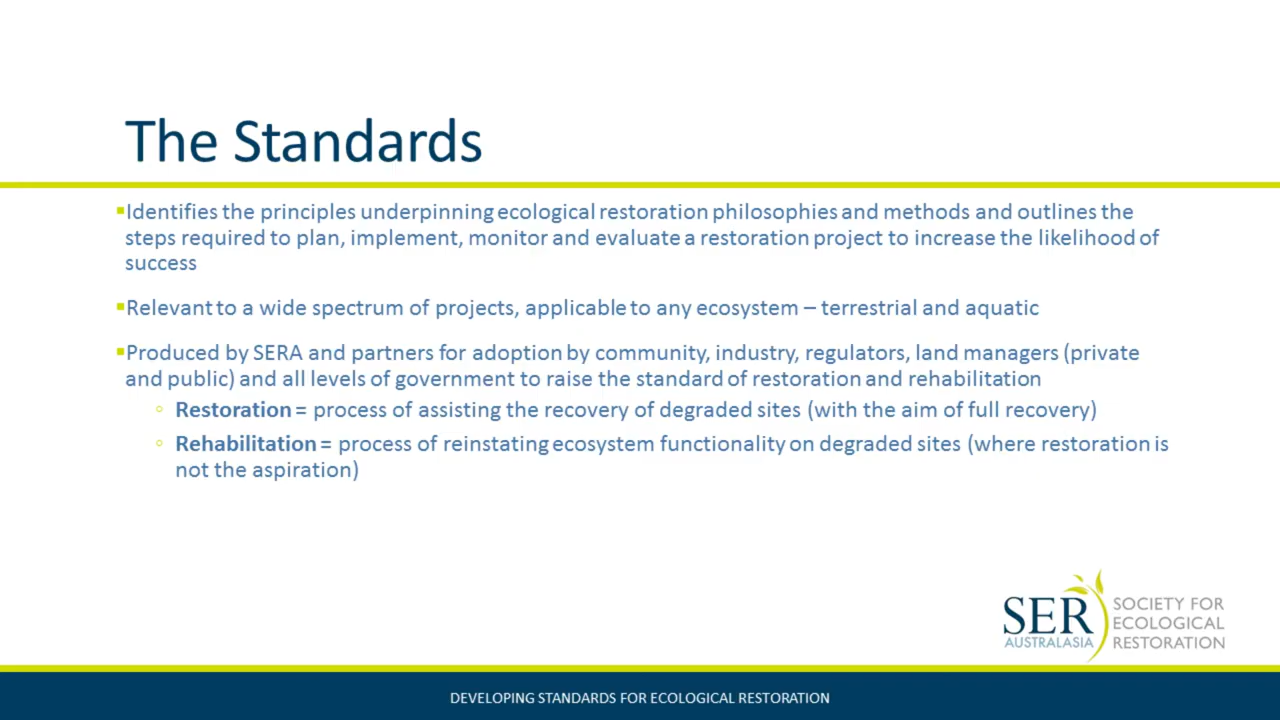 The Standards
▪Identifies the principles underpinning ecological restoration philosophies and methods and outlines the
steps required to plan, implement, monitor and evaluate a restoration project to increase the likelihood of
success
▪Relevant to a wide spectrum of projects, applicable to any ecosystem – terrestrial and aquatic
▪Produced by SERA and partners for adoption by community, industry, regulators, land managers (private
and public) and all levels of government to raise the standard of restoration and rehabilitation
◦ Restoration = process of assisting the recovery of degraded sites (with the aim of full recovery)
◦ Rehabilitation = process of reinstating ecosystem functionality on degraded sites (where restoration is
not the aspiration)
SER
AUSTRALASIA
SOCIETY FOR
ECOLOGICAL
RESTORATION
DEVELOPING STANDARDS FOR ECOLOGICAL RESTORATION